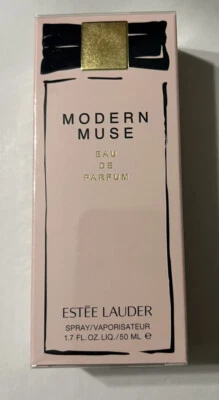 MODERN
MUSE
EAU
DE
PARFUM
ESTĒE LAUDER
SPRAY/VAPORISATEUR
1.7 FL.OZ.LIQ./50 ML ℮